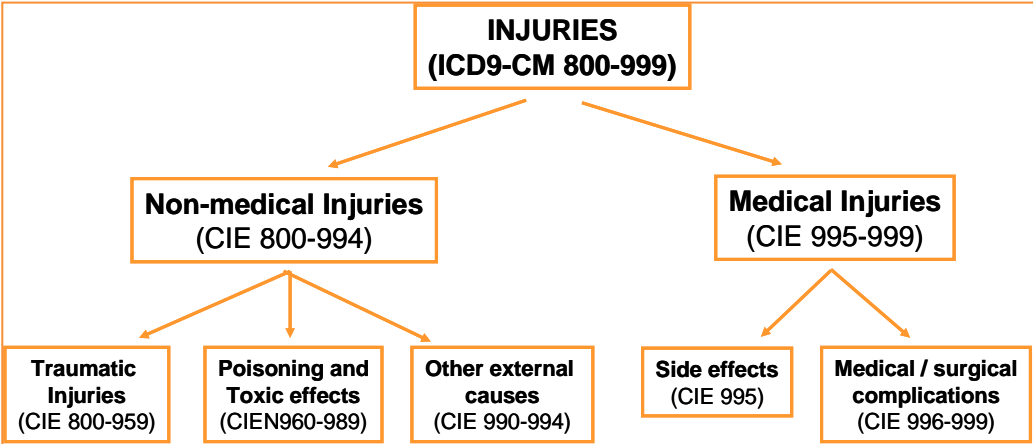 INJURIES
(ICD9-CM 800-999)
Non-medical Injuries
(CIE 800-994)
Medical Injuries
(CIE 995-999)
Traumatic
Injuries
(CIE 800-959)
Poisoning and
Toxic effects
(CIEN960-989)
Other external
causes
(CIE 990-994)
Side effects
(CIE 995)
Medical / surgical
complications
(CIE 996-999)